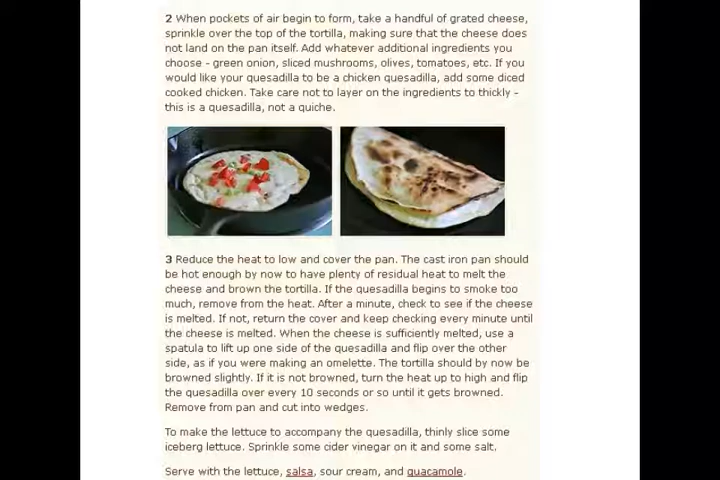 2 When pockets of air begin to form, take a handful of grated cheese,
sprinkle over the top of the tortilla, making sure that the cheese does
not land on the pan itself. Add whatever additional ingredients you
choose - green onion, sliced mushrooms, olives, tomatoes, etc. If you
would like your quesadilla to be a chicken quesadilla, add some diced
cooked chicken. Take care not to layer on the ingredients to thickly -
this is a quesadilla, not a quiche.
3 Reduce the heat to low and cover the pan. The cast iron pan should
be hot enough by now to have plenty of residual heat to melt the
cheese and brown the tortilla. If the quesadilla begins to smoke too
much, remove from the heat. After a minute, check to see if the cheese
is melted. If not, return the cover and keep checking every minute until
the cheese is melted. When the cheese is sufficiently melted, use a
spatula to lift up one side of the quesadilla and flip over the other
side, as if you were making an omelette. The tortilla should by now be
browned slightly. If it is not browned, turn the heat up to high and flip
the quesadilla over every 10 seconds or so until it gets browned.
Remove from pan and cut into wedges.
To make the lettuce to accompany the quesadilla, thinly slice some
iceberg lettuce. Sprinkle some cider vinegar on it and some salt.
Serve with the lettuce, salsa, sour cream, and guacamole.